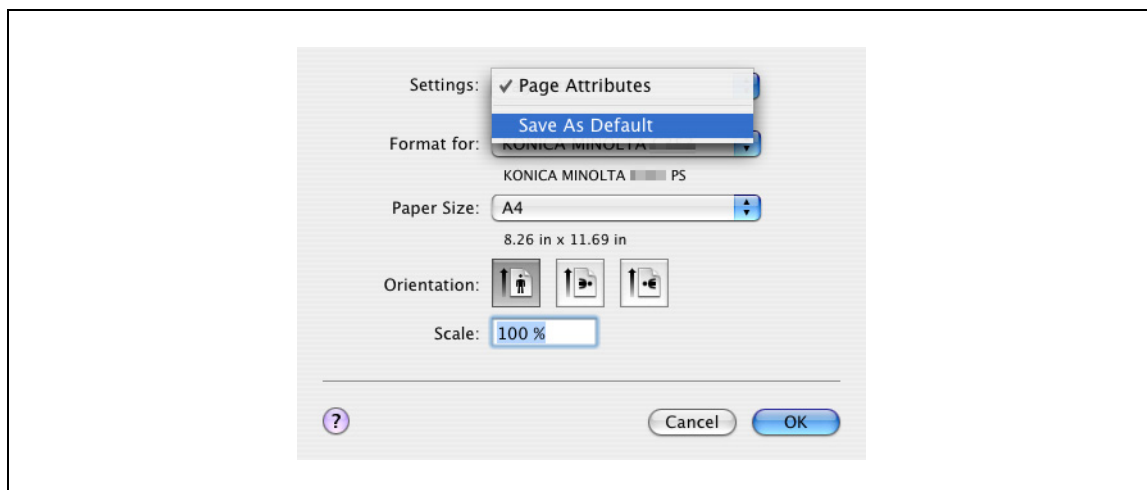 Settings: ✓ Page Attributes
Save As Default
Format for: KONICA MINOLTA
KONICA MINOLTA PS
Paper Size: A4
8.26 in x 11.69 in
Orientation:
Scale: 100 %
?
Cancel OK